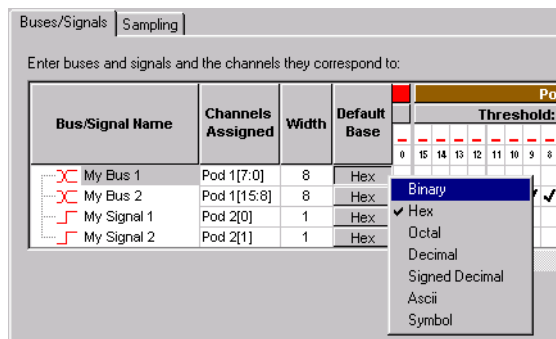 Buses/Signals Sampling
Enter buses and signals and the channels they correspond to:
Bus/Signal Name Channels Assigned Width Default Base Po
Threshold:
0 15 14 13 12 11 10 9 8
My Bus 1 Pod 1[7:0] 8 Hex
My Bus 2 Pod 1[15:8] 8 Hex
My Signal 1 Pod 2[0] 1 Hex
My Signal 2 Pod 2[1] 1 Hex
Binary
Hex
Octal
Decimal
Signed Decimal
Ascii
Symbol